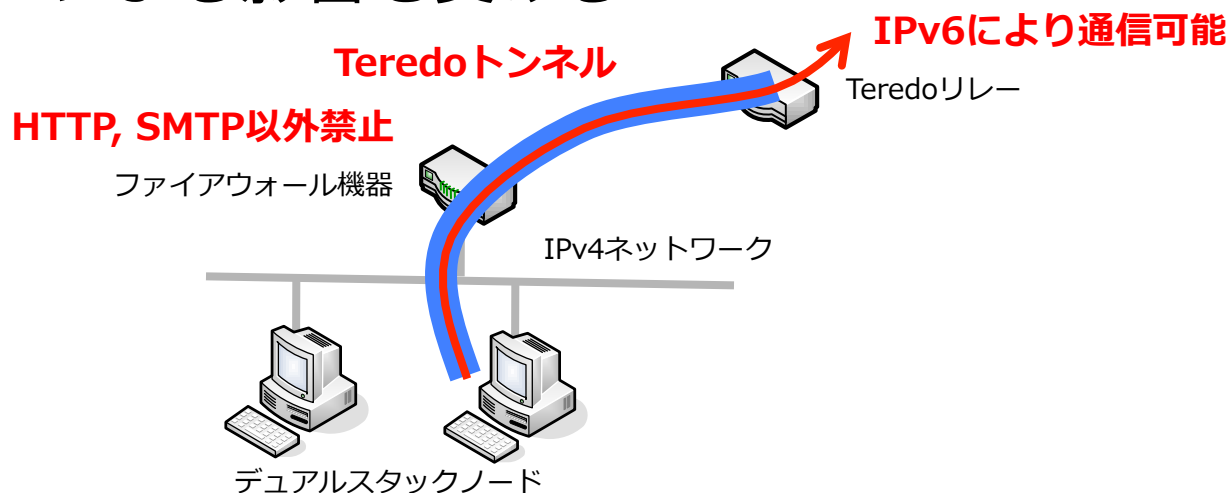 IPv6により通信可能
Teredoトンネル
Teredoリレー
HTTP, SMTP以外禁止
ファイアウォール機器
IPv4ネットワーク
デュアルスタックノード